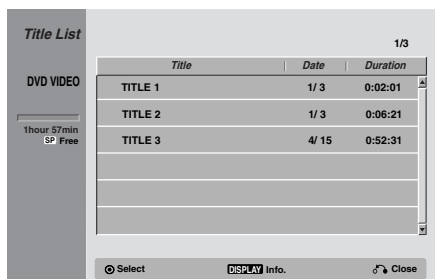 Title List
1/3
Title Date Duration
DVD VIDEO
TITLE 1 1/ 3 0:02:01
TITLE 2 1/ 3 0:06:21
1hour 57min
SP Free
TITLE 3 4/ 15 0:52:31
Select DISPLAY Info. Close